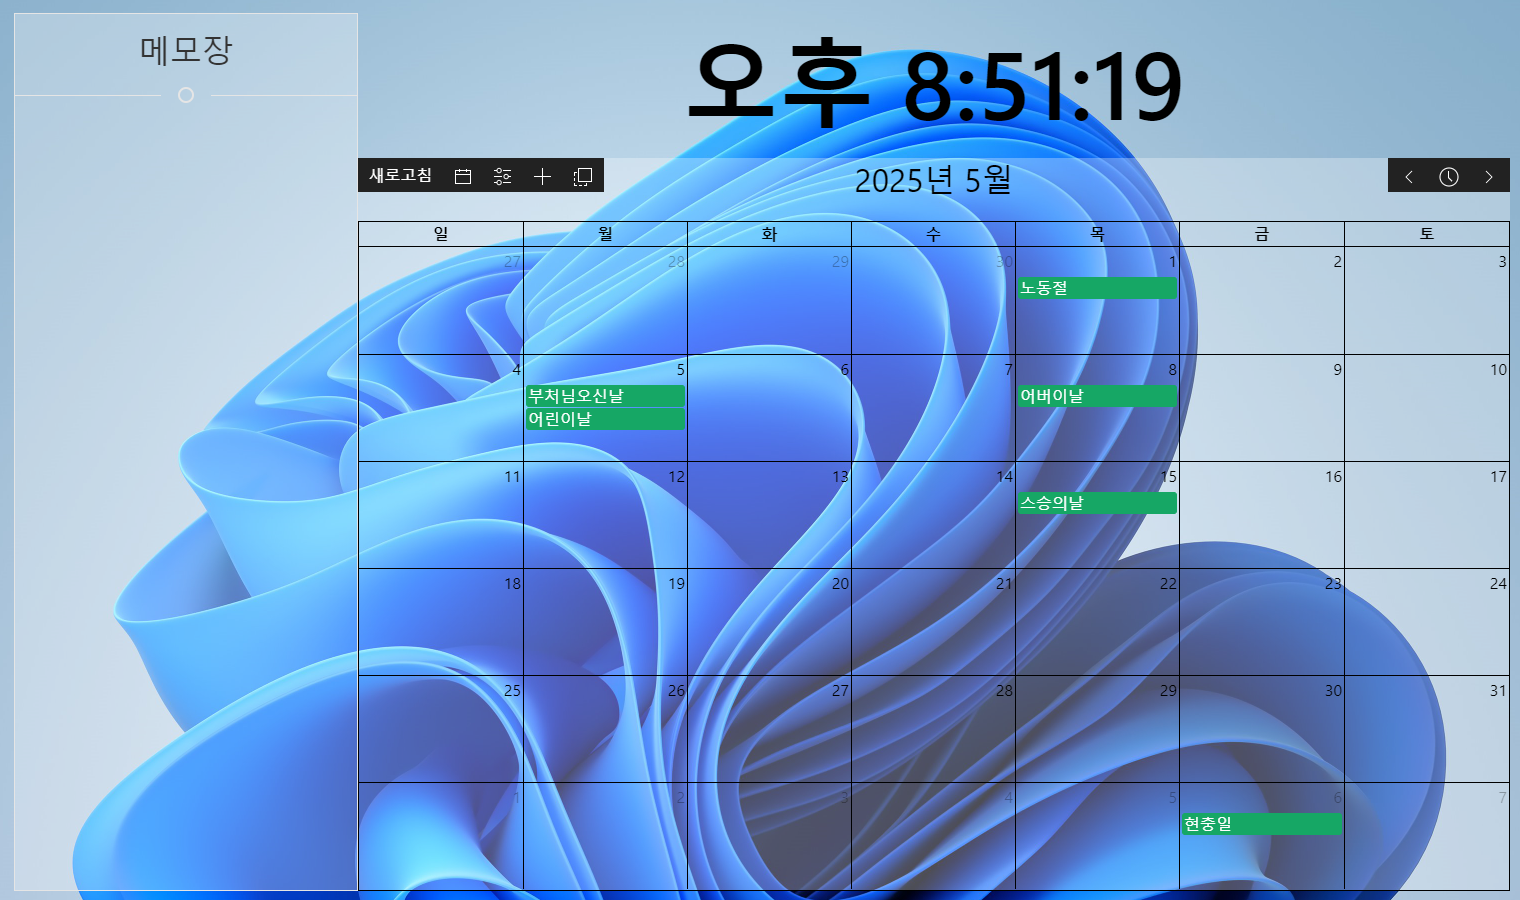 메모장
오후 8:51:19
새로고침
2025년 5월
일 월 화 수 목 금 토
27 28 29 30 1 2 3
노동절
4 5 6 7 8 9 10
부처님오신날 어버이날
어린이날
11 12 13 14 15 16 17
스승의날
18 19 20 21 22 23 24
25 26 27 28 29 30 31
1 2 3 4 5 6 7
현충일